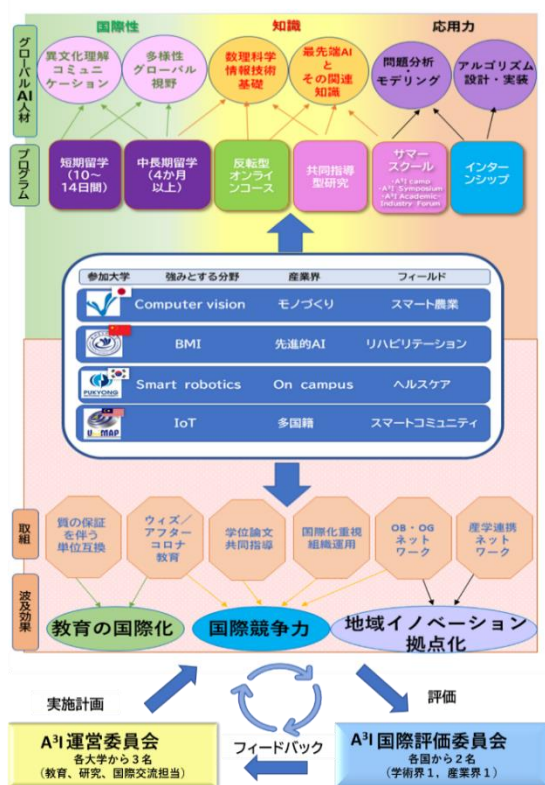 国際性
知識
応用力
グローバルAI人材
異文化理解
コミュニ
ケーション
多様性
グローバル
視野
数理科学
情報技術
基礎
最先端AIと
その関連
知識
問題分析・
モデリング
アルゴリズム
設計・実装
プログラム
短期留学
(10～
14日間)
中長期留学
(4か月
以上)
反転型
オンライ
ンコース
共同指導
型研究
サマー
スクール
・A³I camp
・A³I Symposium
・A³I Academic-
Industry Forum
インター
ンシップ
参加大学
強みとする分野
産業界
フィールド
Computer vision
モノづくり
スマート農業
BMI
先進的AI
リハビリテーション
PUKYONG
Smart robotics
On campus
ヘルスケア
UniMAP
IoT
多国籍
スマートコミュニティ
取組
質の保証
を伴う
単位互換
ウィズ／
アフター
コロナ
教育
学位論文
共同指導
国際化重視
組織運用
OB・OG
ネット
ワーク
産学連携
ネット
ワーク
波及効果
教育の国際化
国際競争力
地域イノベーション
拠点化
実施計画
評価
A³I 運営委員会
各大学から３名
(教育、研究、国際交流担当)
フィードバック
A³I 国際評価委員会
各国から２名
(学術界１，産業界１)